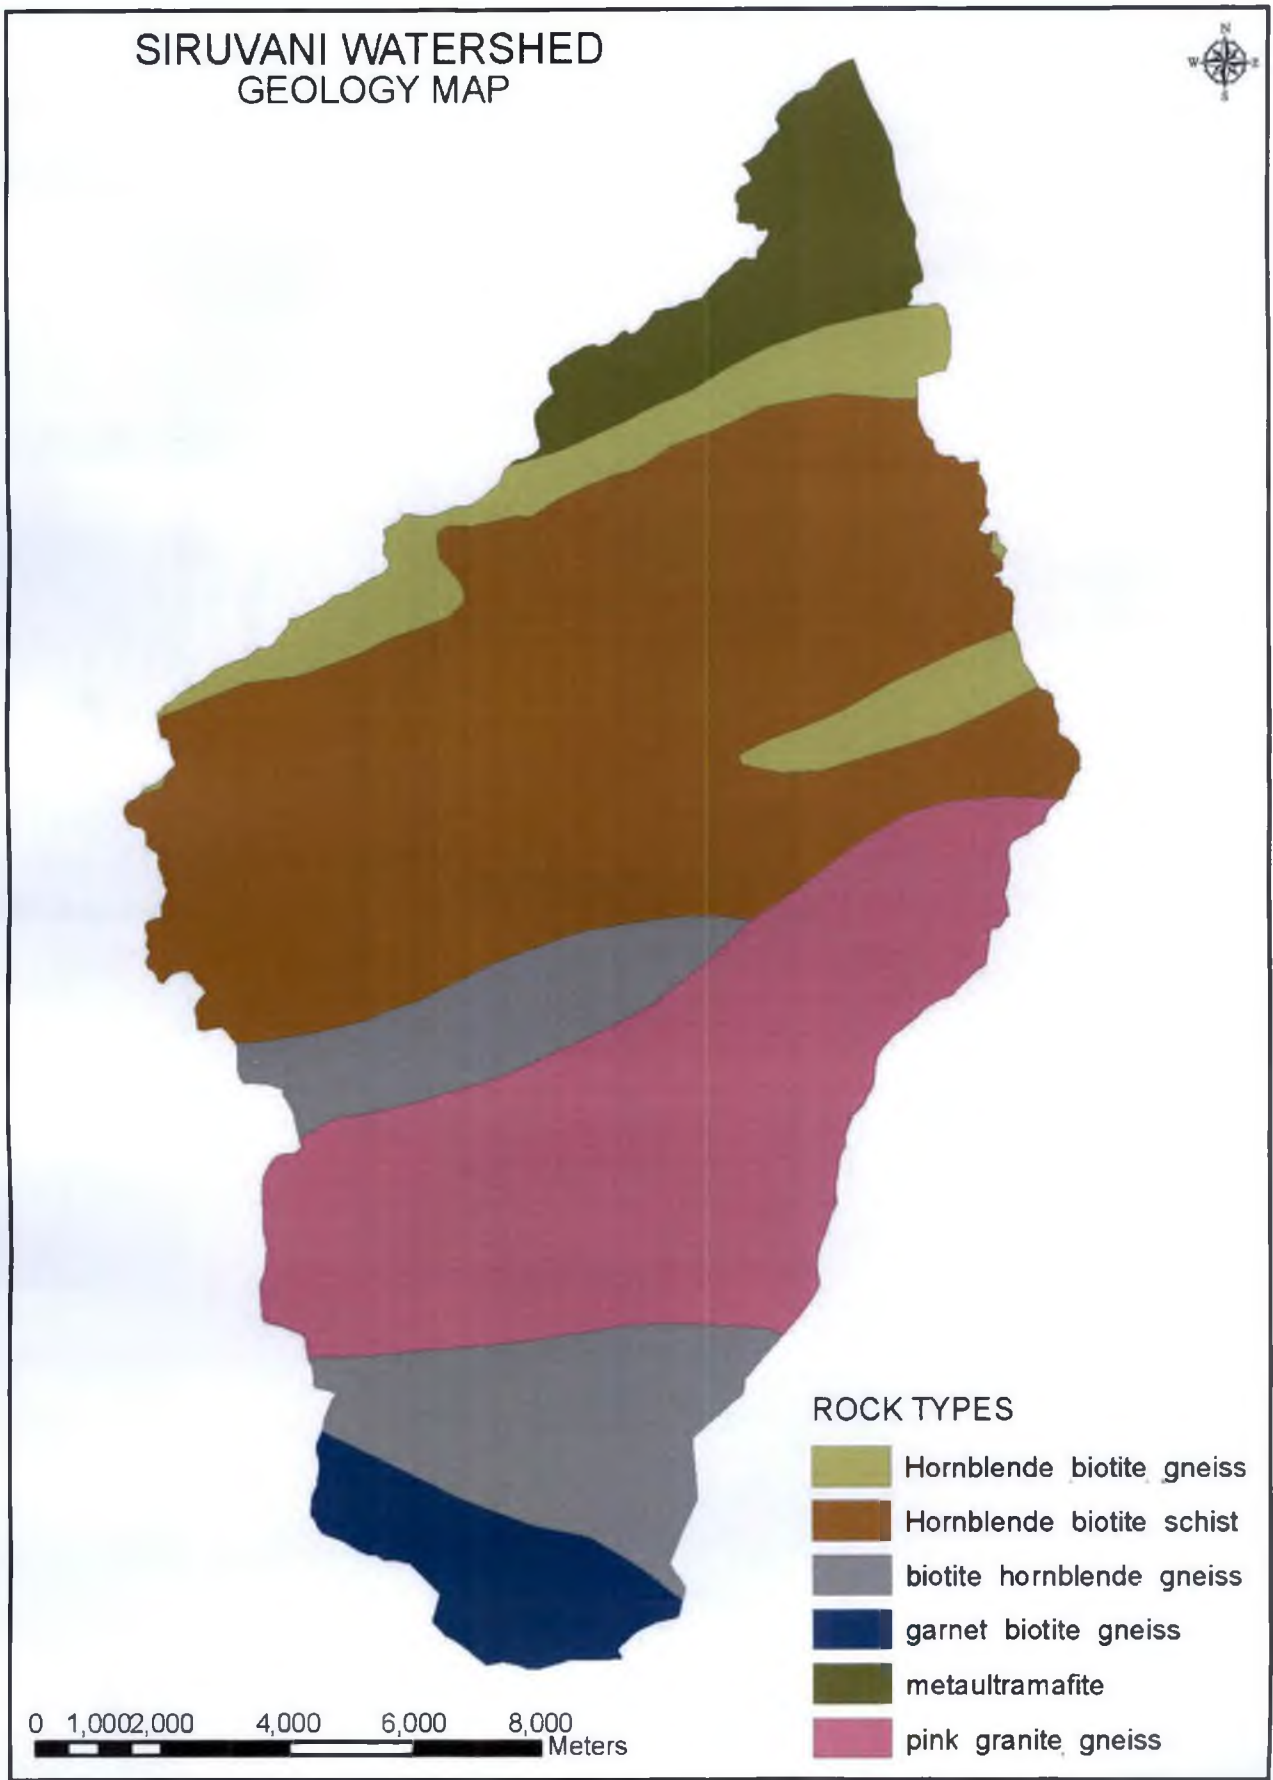 SIRUVANI WATERSHED
GEOLOGY MAP
N
W E
S
ROCK TYPES
Hornblende biotite gneiss
Hornblende biotite schist
biotite hornblende gneiss
garnet biotite gneiss
metaultramafite
pink granite gneiss
0 1,0002,000 4,000 6,000 8,000
Meters